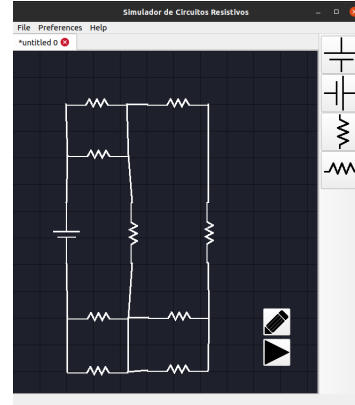 Simulador de Circuitos Resistivos
File Preferences Help
*untitled 0